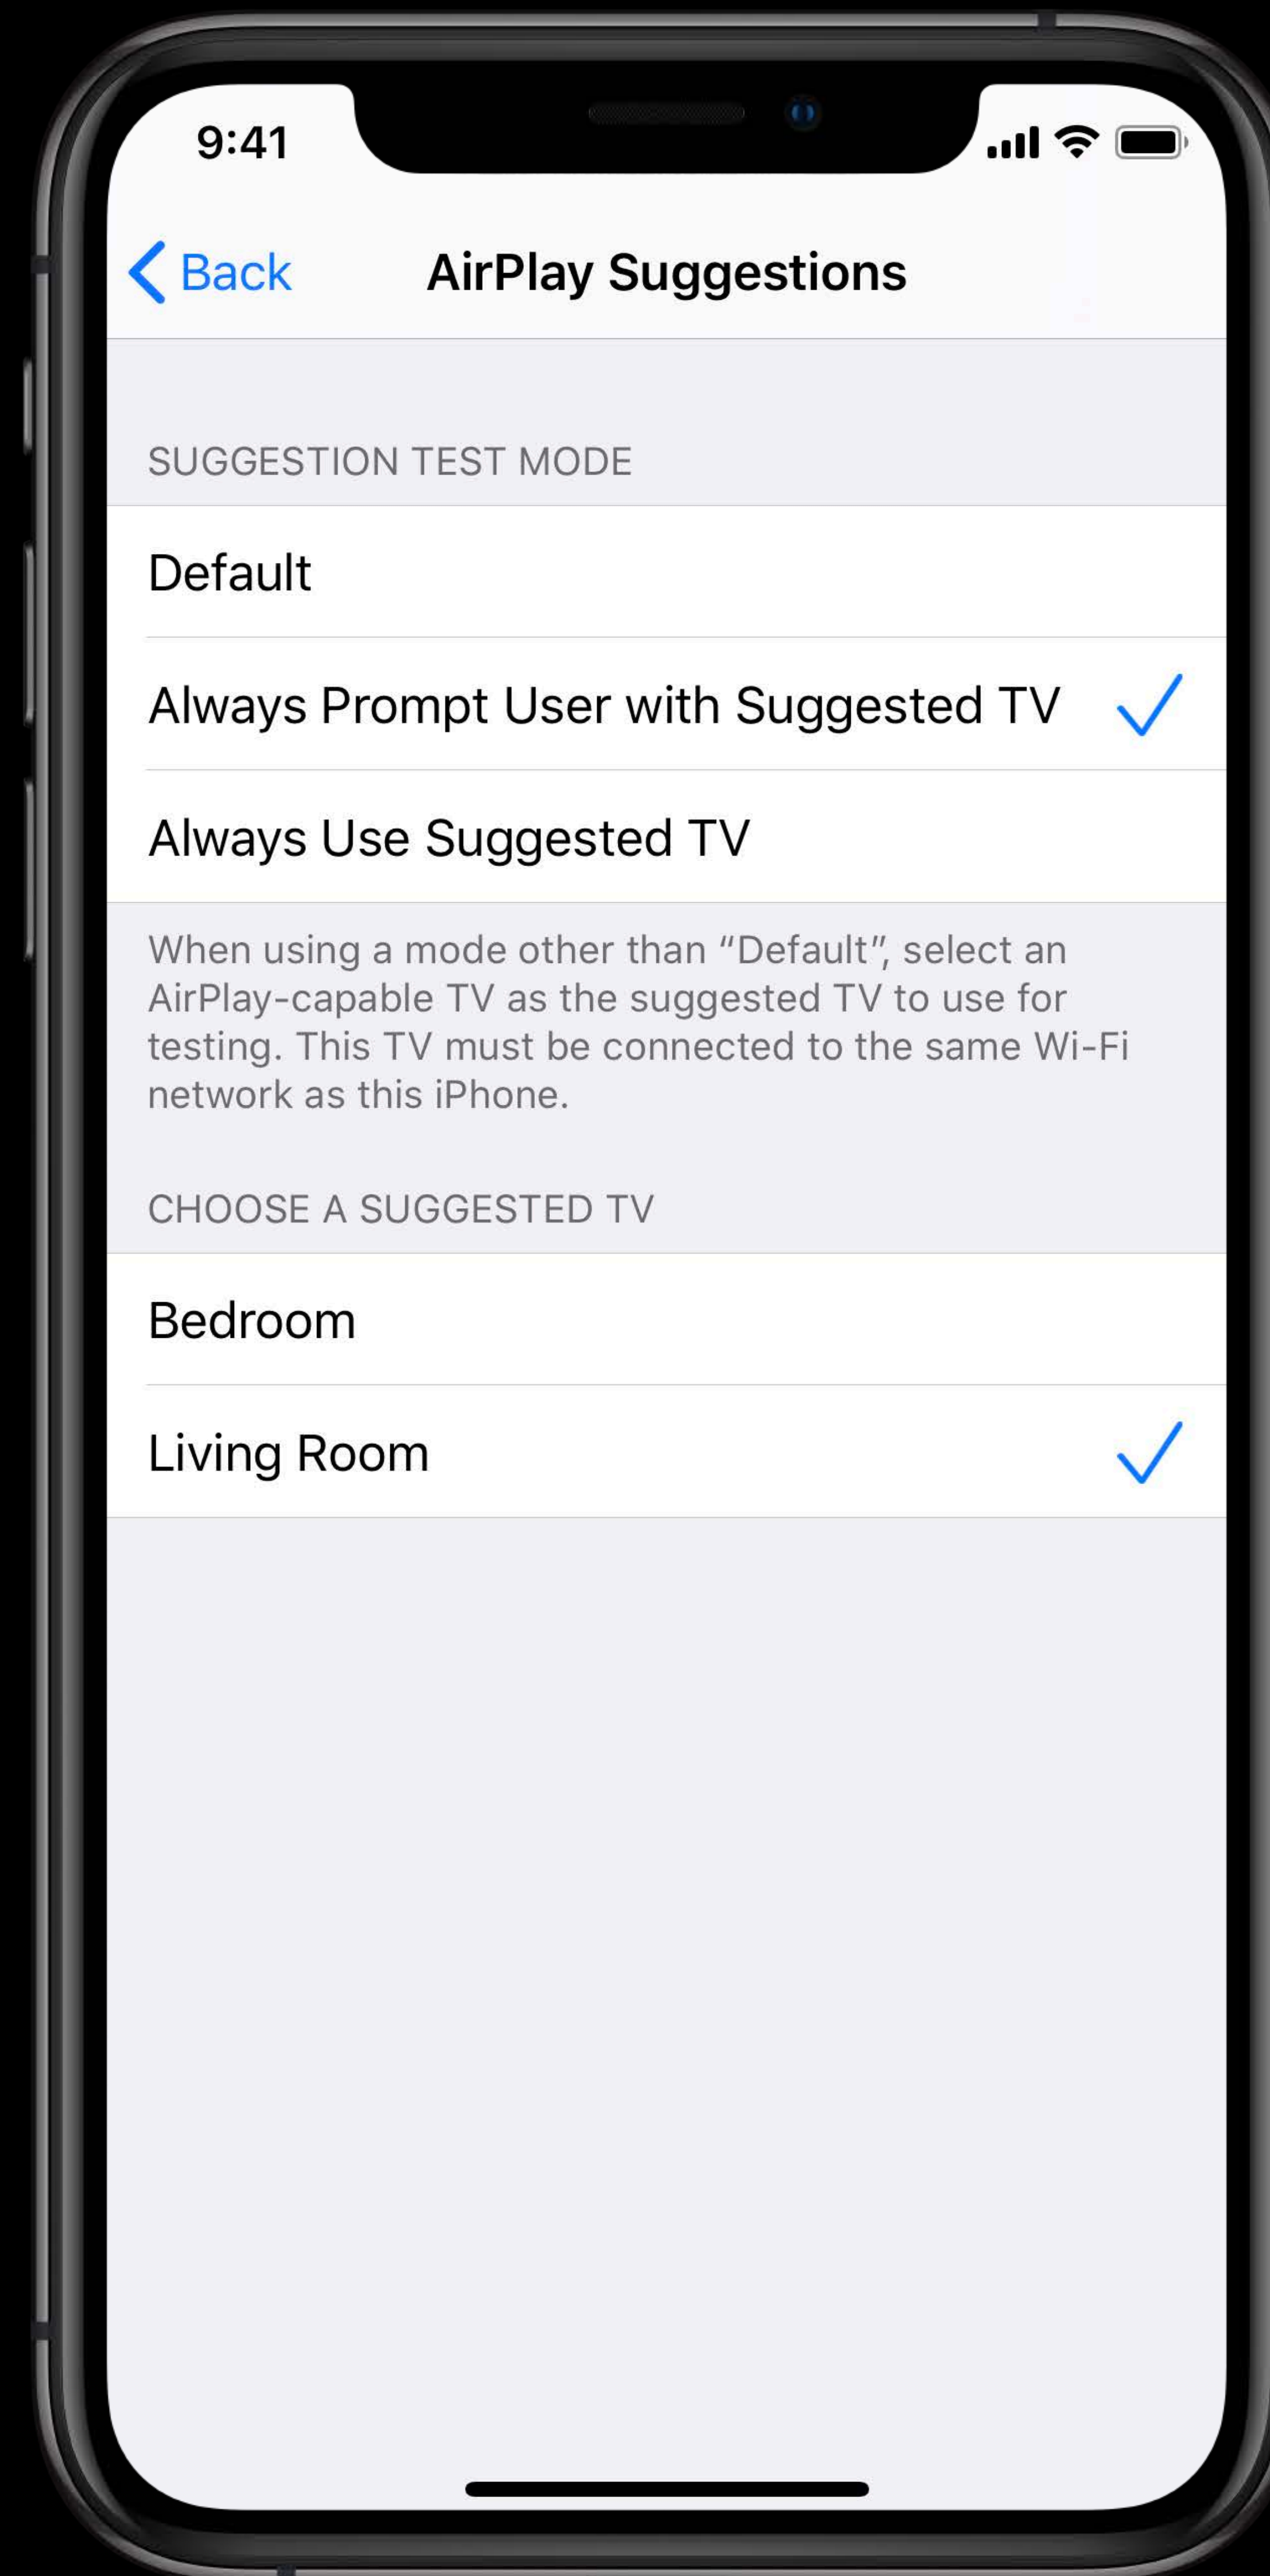 9:41
Back
AirPlay Suggestions
SUGGESTION TEST MODE
Default
Always Prompt User with Suggested TV
Always Use Suggested TV
When using a mode other than “Default”, select an
AirPlay-capable TV as the suggested TV to use for
testing. This TV must be connected to the same Wi-Fi
network as this iPhone.
CHOOSE A SUGGESTED TV
Bedroom
Living Room